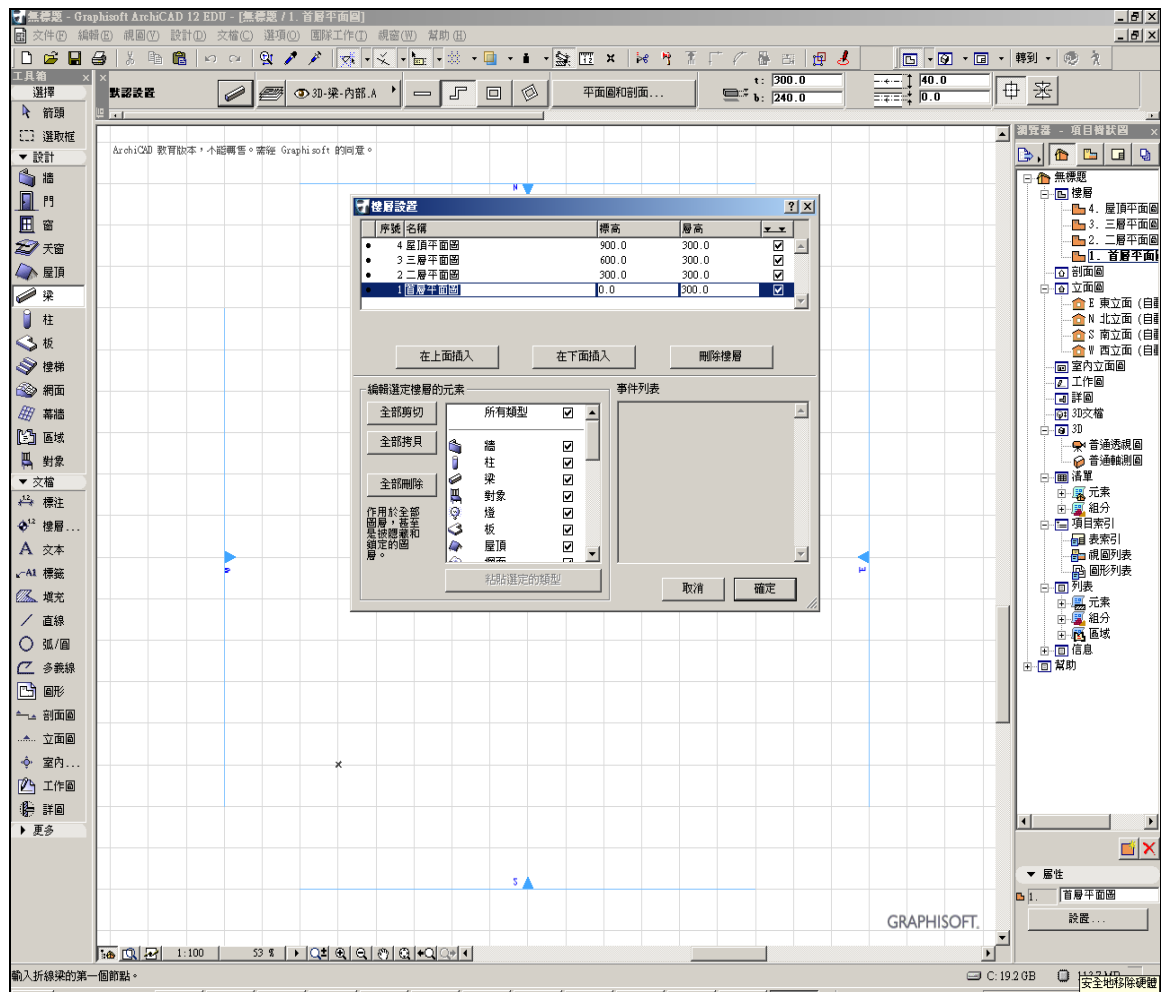 無標題 - Graphisoft ArchiCAD 12 EDU - [無標題 / 1. 首層平面圖]
文件(F) 編輯(E) 視圖(V) 設計(D) 文檔(C) 選項(O) 團隊工作(T) 視窗(W) 幫助(H)
轉到
工具箱
選擇
箭頭
選取框
設計
牆
門
窗
天窗
屋頂
梁
柱
板
樓梯
網面
幕牆
區域
對象
文檔
標注
樓層...
A 文本
A1 標籤
填充
直線
弧/圓
多義線
圖形
剖面圖
立面圖
室內...
工作圖
詳圖
更多
默認設置
3D-梁-內部.A
平面圖和剖面...
t: 300.0
b: 240.0
40.0
0.0
ArchiCAD 教育版本,不能轉售。需經 Graphisoft 的同意。
N
S
樓層設置
序號 名稱 標高 層高
4 屋頂平面圖 900.0 300.0
3 三層平面圖 600.0 300.0
2 二層平面圖 300.0 300.0
1 首層平面圖 0.0 300.0
在上面插入 在下面插入 刪除樓層
編輯選定樓層的元素
全部剪切
全部拷貝
全部刪除
作用於全部
圖層,甚至
是被隱藏和
鎖定的圖
層。
所有類型
牆
柱
梁
對象
燈
板
屋頂
網面
粘貼選定的類型
事件列表
取消 確定
瀏覽器 - 項目樹狀圖
無標題
樓層
4. 屋頂平面圖
3. 三層平面圖
2. 二層平面圖
1. 首層平面
剖面圖
立面圖
E 東立面 (自動
N 北立面 (自動
S 南立面 (自動
W 西立面 (自動
室內立面圖
工作圖
詳圖
3D文檔
3D
普通透視圖
普通軸測圖
清單
元素
組分
項目索引
表索引
視圖列表
圖形列表
列表
元素
組分
區域
信息
幫助
屬性
1. 首層平面圖
設置...
GRAPHISOFT.
1:100 53 %
輸入折線梁的第一個節點。
C: 19.2 GB
安全地移除硬體